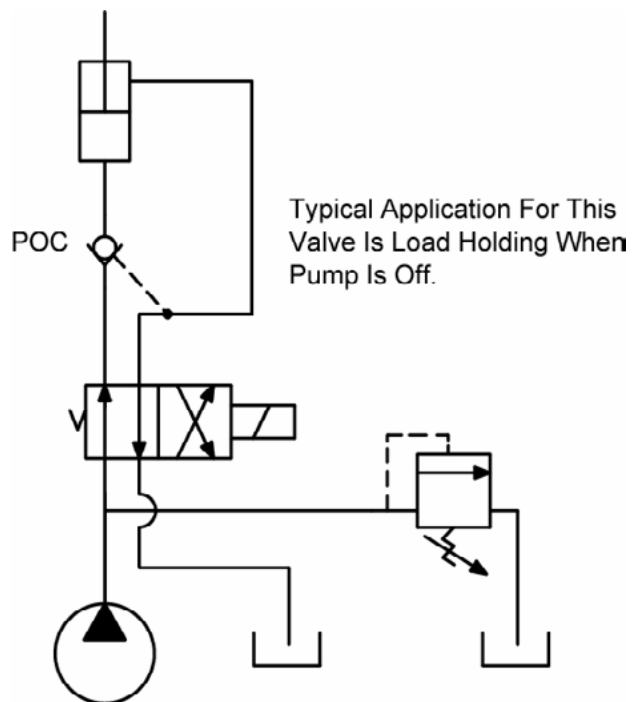 Typical Application For This
POC
Valve Is Load Holding When
Pump Is Off.